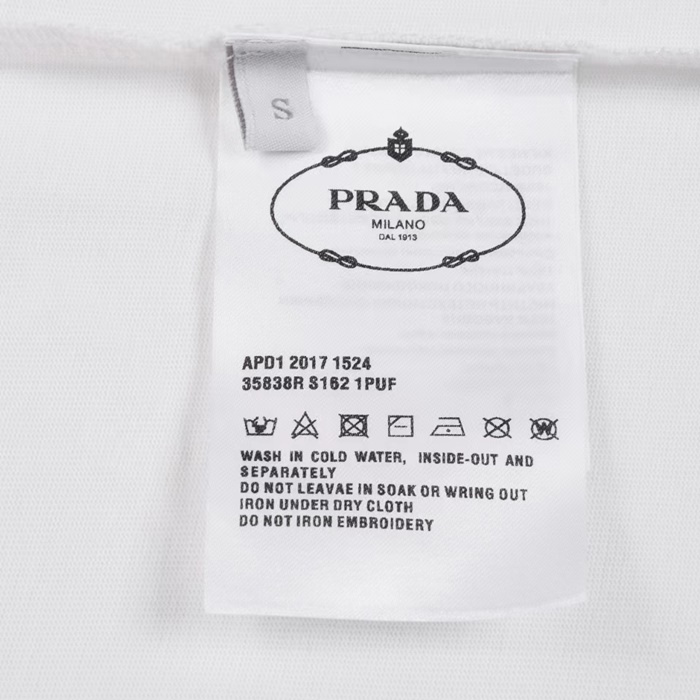 S
PRADA
MILANO
DAL 1913
APD1 2017 1524
35838R S162 1PUF
WASH IN COLD WATER, INSIDE-OUT AND
SEPARATELY
DO NOT LEAVAE IN SOAK OR WRING OUT
IRON UNDER DRY CLOTH
DO NOT IRON EMBROIDERY